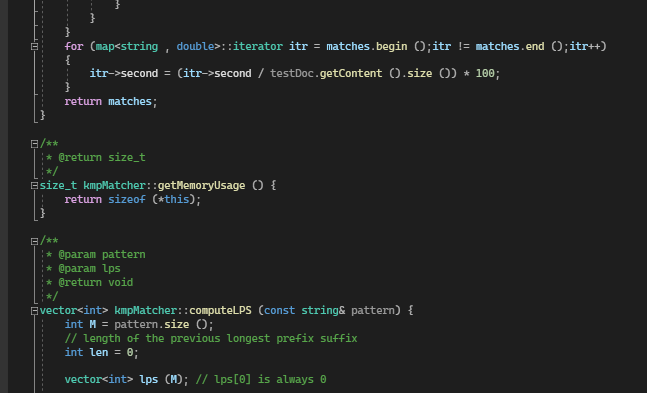 }
}
}
for (map<string , double>::iterator itr = matches.begin ();itr != matches.end ();itr++)
{
itr->second = (itr->second / testDoc.getContent ().size ()) * 100;
}
return matches;
}
/**
* @return size_t
*/
size_t kmpMatcher::getMemoryUsage () {
return sizeof (*this);
}
/**
* @param pattern
* @param lps
* @return void
*/
vector<int> kmpMatcher::computeLPS (const string& pattern) {
int M = pattern.size ();
// length of the previous longest prefix suffix
int len = 0;
vector<int> lps (M); // lps[0] is always 0